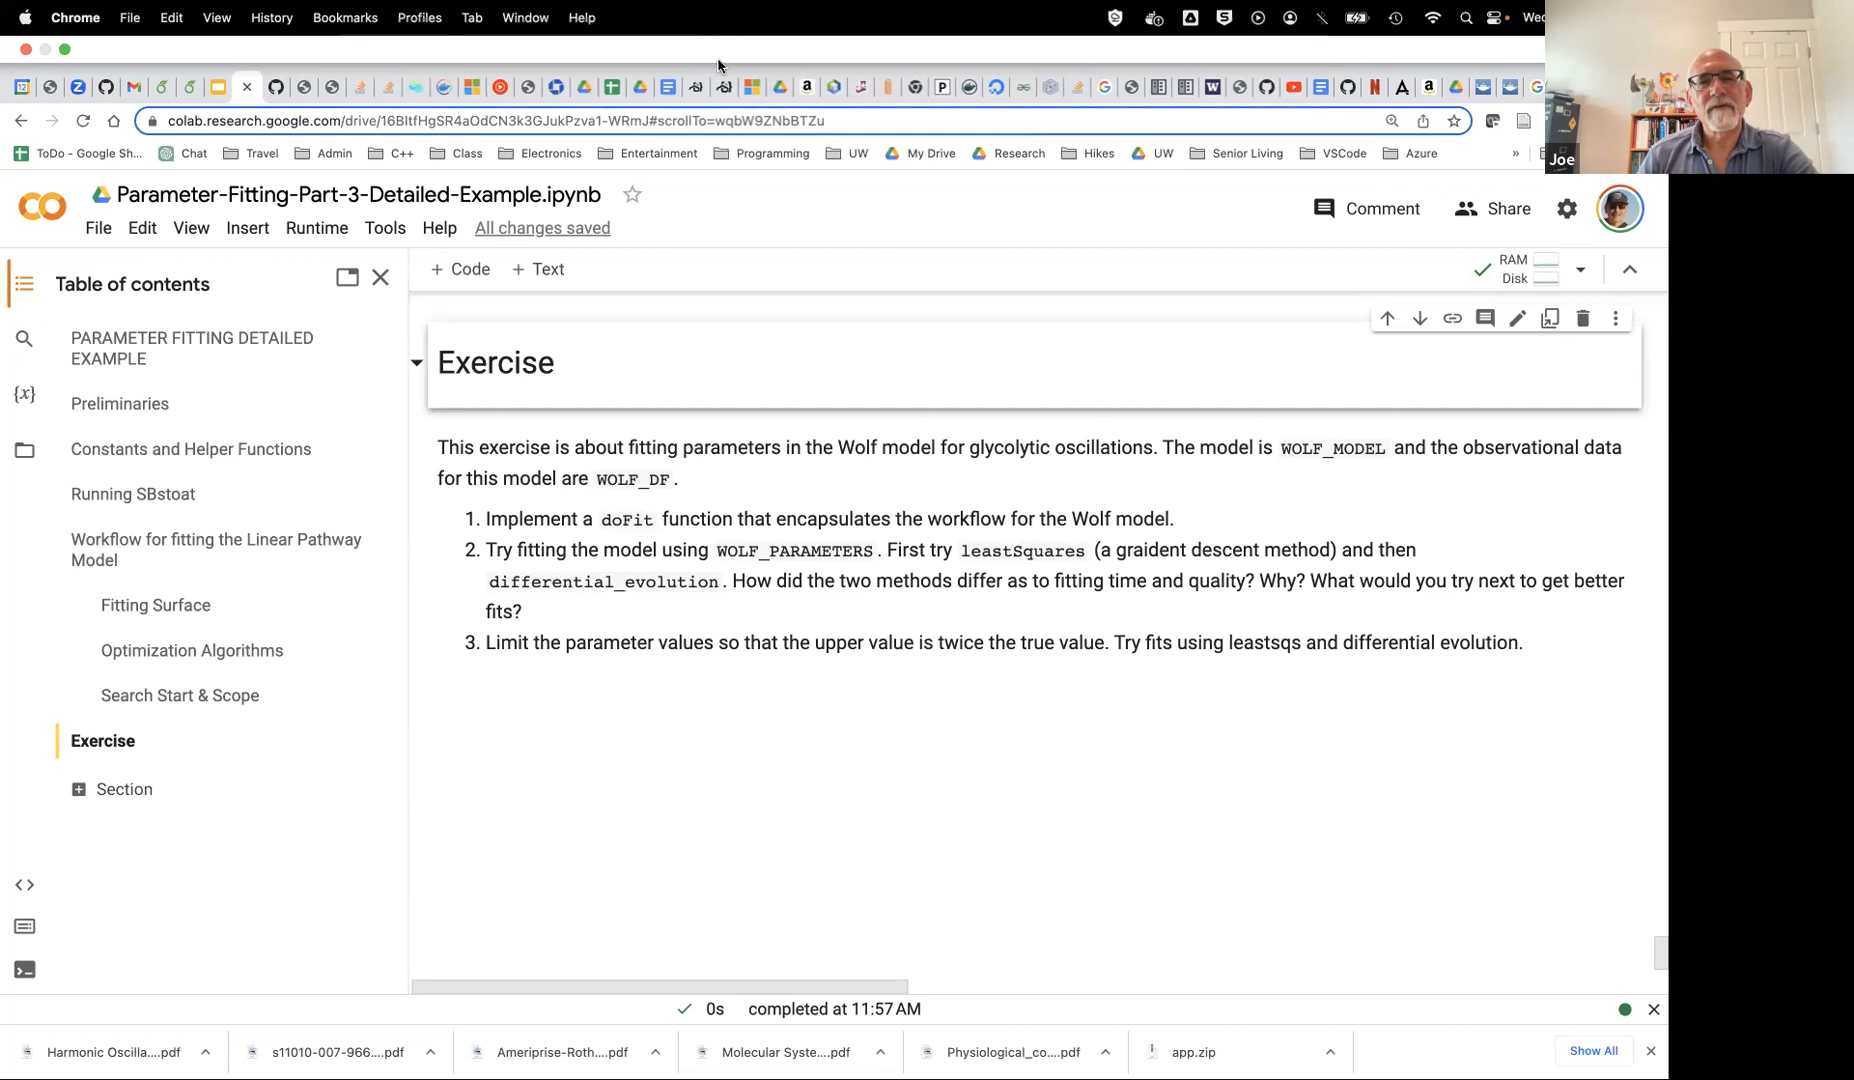 Chrome File Edit View History Bookmarks Profiles Tab Window Help
colab.research.google.com/drive/16BItfHgSR4aOdCN3k3GJukPzva1-WRmJ#scrollTo=wqbW9ZNbBTZu
ToDo - Google Sh... Chat Travel Admin C++ Class Electronics Entertainment Programming UW My Drive Research Hikes UW Senior Living VSCode Azure »
Joe
Parameter-Fitting-Part-3-Detailed-Example.ipynb
Comment Share
File Edit View Insert Runtime Tools Help All changes saved
Table of contents
+ Code + Text
RAM
Disk
PARAMETER FITTING DETAILED
EXAMPLE
Preliminaries
Constants and Helper Functions
Running SBstoat
Workflow for fitting the Linear Pathway
Model
Fitting Surface
Optimization Algorithms
Search Start & Scope
Exercise
Section
Exercise
This exercise is about fitting parameters in the Wolf model for glycolytic oscillations. The model is WOLF_MODEL and the observational data
for this model are WOLF_DF .
1. Implement a doFit function that encapsulates the workflow for the Wolf model.
2. Try fitting the model using WOLF_PARAMETERS . First try leastSquares (a graident descent method) and then
differential_evolution . How did the two methods differ as to fitting time and quality? Why? What would you try next to get better
fits?
3. Limit the parameter values so that the upper value is twice the true value. Try fits using leastsqs and differential evolution.
0s completed at 11:57 AM
Harmonic Oscilla....pdf s11010-007-966....pdf Ameriprise-Roth....pdf Molecular Syste....pdf Physiological_co....pdf app.zip Show All